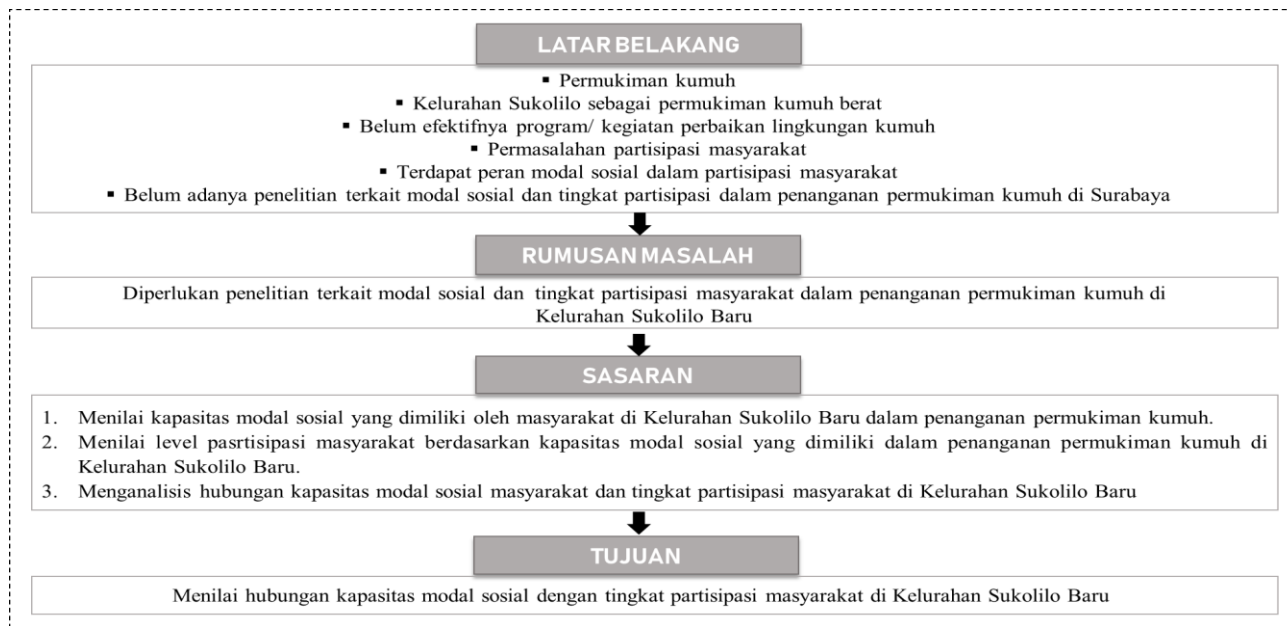 LATAR BELAKANG
▪ Permukiman kumuh
▪ Kelurahan Sukolilo sebagai permukiman kumuh berat
▪ Belum efektifnya program/ kegiatan perbaikan lingkungan kumuh
▪ Permasalahan partisipasi masyarakat
▪ Terdapat peran modal sosial dalam partisipasi masyarakat
▪ Belum adanya penelitian terkait modal sosial dan tingkat partisipasi dalam penanganan permukiman kumuh di Surabaya
RUMUSAN MASALAH
Diperlukan penelitian terkait modal sosial dan tingkat partisipasi masyarakat dalam penanganan permukiman kumuh di
Kelurahan Sukolilo Baru
SASARAN
1. Menilai kapasitas modal sosial yang dimiliki oleh masyarakat di Kelurahan Sukolilo Baru dalam penanganan permukiman kumuh.
2. Menilai level pasrtisipasi masyarakat berdasarkan kapasitas modal sosial yang dimiliki dalam penanganan permukiman kumuh di
Kelurahan Sukolilo Baru.
3. Menganalisis hubungan kapasitas modal sosial masyarakat dan tingkat partisipasi masyarakat di Kelurahan Sukolilo Baru
TUJUAN
Menilai hubungan kapasitas modal sosial dengan tingkat partisipasi masyarakat di Kelurahan Sukolilo Baru